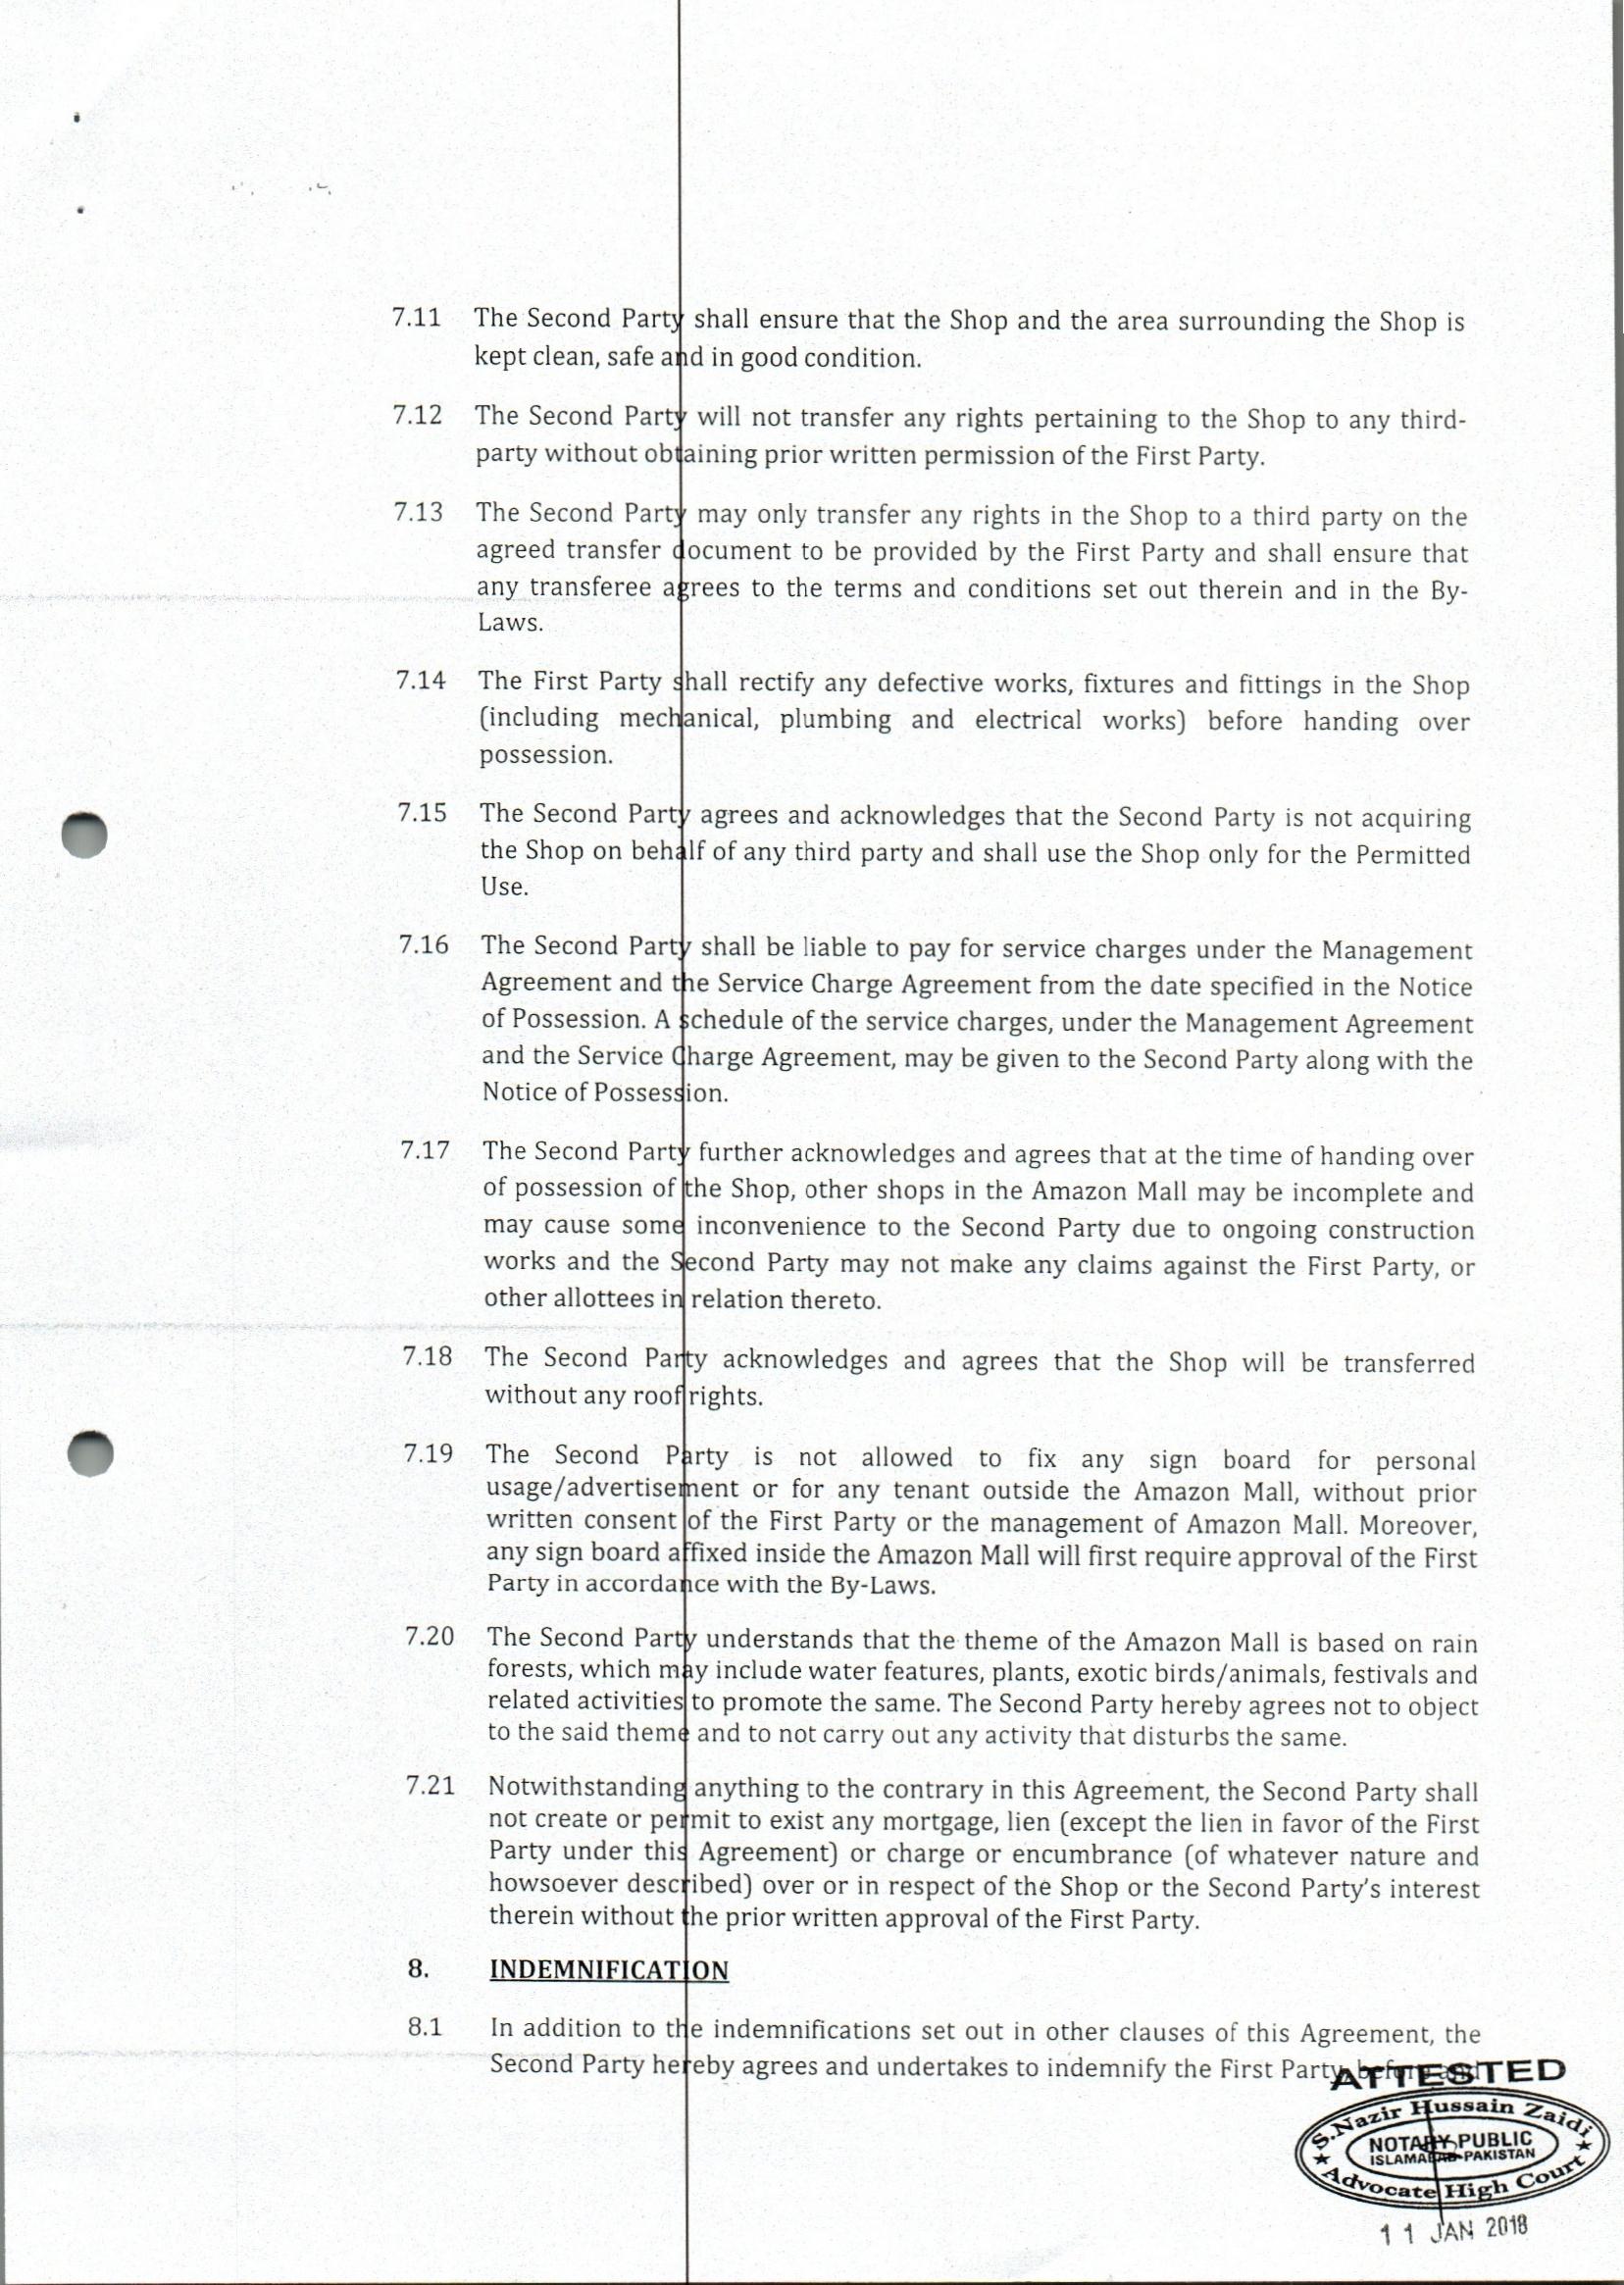 7.11 The Second Party shall ensure that the Shop and the area surrounding the Shop is
kept clean, safe and in good condition.
7.12 The Second Party will not transfer any rights pertaining to the Shop to any third-
party without obtaining prior written permission of the First Party.
7.13 The Second Party may only transfer any rights in the Shop to a third party on the
agreed transfer document to be provided by the First Party and shall ensure that
any transferee agrees to the terms and conditions set out therein and in the By-
Laws.
7.14 The First Party shall rectify any defective works, fixtures and fittings in the Shop
(including mechanical, plumbing and electrical works) before handing over
possession.
7.15 The Second Party agrees and acknowledges that the Second Party is not acquiring
the Shop on behalf of any third party and shall use the Shop only for the Permitted
Use.
7.16 The Second Party shall be liable to pay for service charges under the Management
Agreement and the Service Charge Agreement from the date specified in the Notice
of Possession. A schedule of the service charges, under the Management Agreement
and the Service Charge Agreement, may be given to the Second Party along with the
Notice of Possession.
7.17 The Second Party further acknowledges and agrees that at the time of handing over
of possession of the Shop, other shops in the Amazon Mall may be incomplete and
may cause some inconvenience to the Second Party due to ongoing construction
works and the Second Party may not make any claims against the First Party, or
other allottees in relation thereto.
7.18 The Second Party acknowledges and agrees that the Shop will be transferred
without any roof rights.
7.19 The Second Party is not allowed to fix any sign board for personal
usage/advertisement or for any tenant outside the Amazon Mall, without prior
written consent of the First Party or the management of Amazon Mall. Moreover,
any sign board affixed inside the Amazon Mall will first require approval of the First
Party in accordance with the By-Laws.
7.20 The Second Party understands that the theme of the Amazon Mall is based on rain
forests, which may include water features, plants, exotic birds/animals, festivals and
related activities to promote the same. The Second Party hereby agrees not to object
to the said theme and to not carry out any activity that disturbs the same.
7.21 Notwithstanding anything to the contrary in this Agreement, the Second Party shall
not create or permit to exist any mortgage, lien (except the lien in favor of the First
Party under this Agreement) or charge or encumbrance (of whatever nature and
howsoever described) over or in respect of the Shop or the Second Party's interest
therein without the prior written approval of the First Party.
8. INDEMNIFICATION
8.1 In addition to the indemnifications set out in other clauses of this Agreement, the
Second Party hereby agrees and undertakes to indemnify the First Party, before and
ATTESTED
S. Nazir Hussain Zaidi
NOTARY PUBLIC
ISLAMABAD-PAKISTAN
Advocate High Court
11 JAN 2018